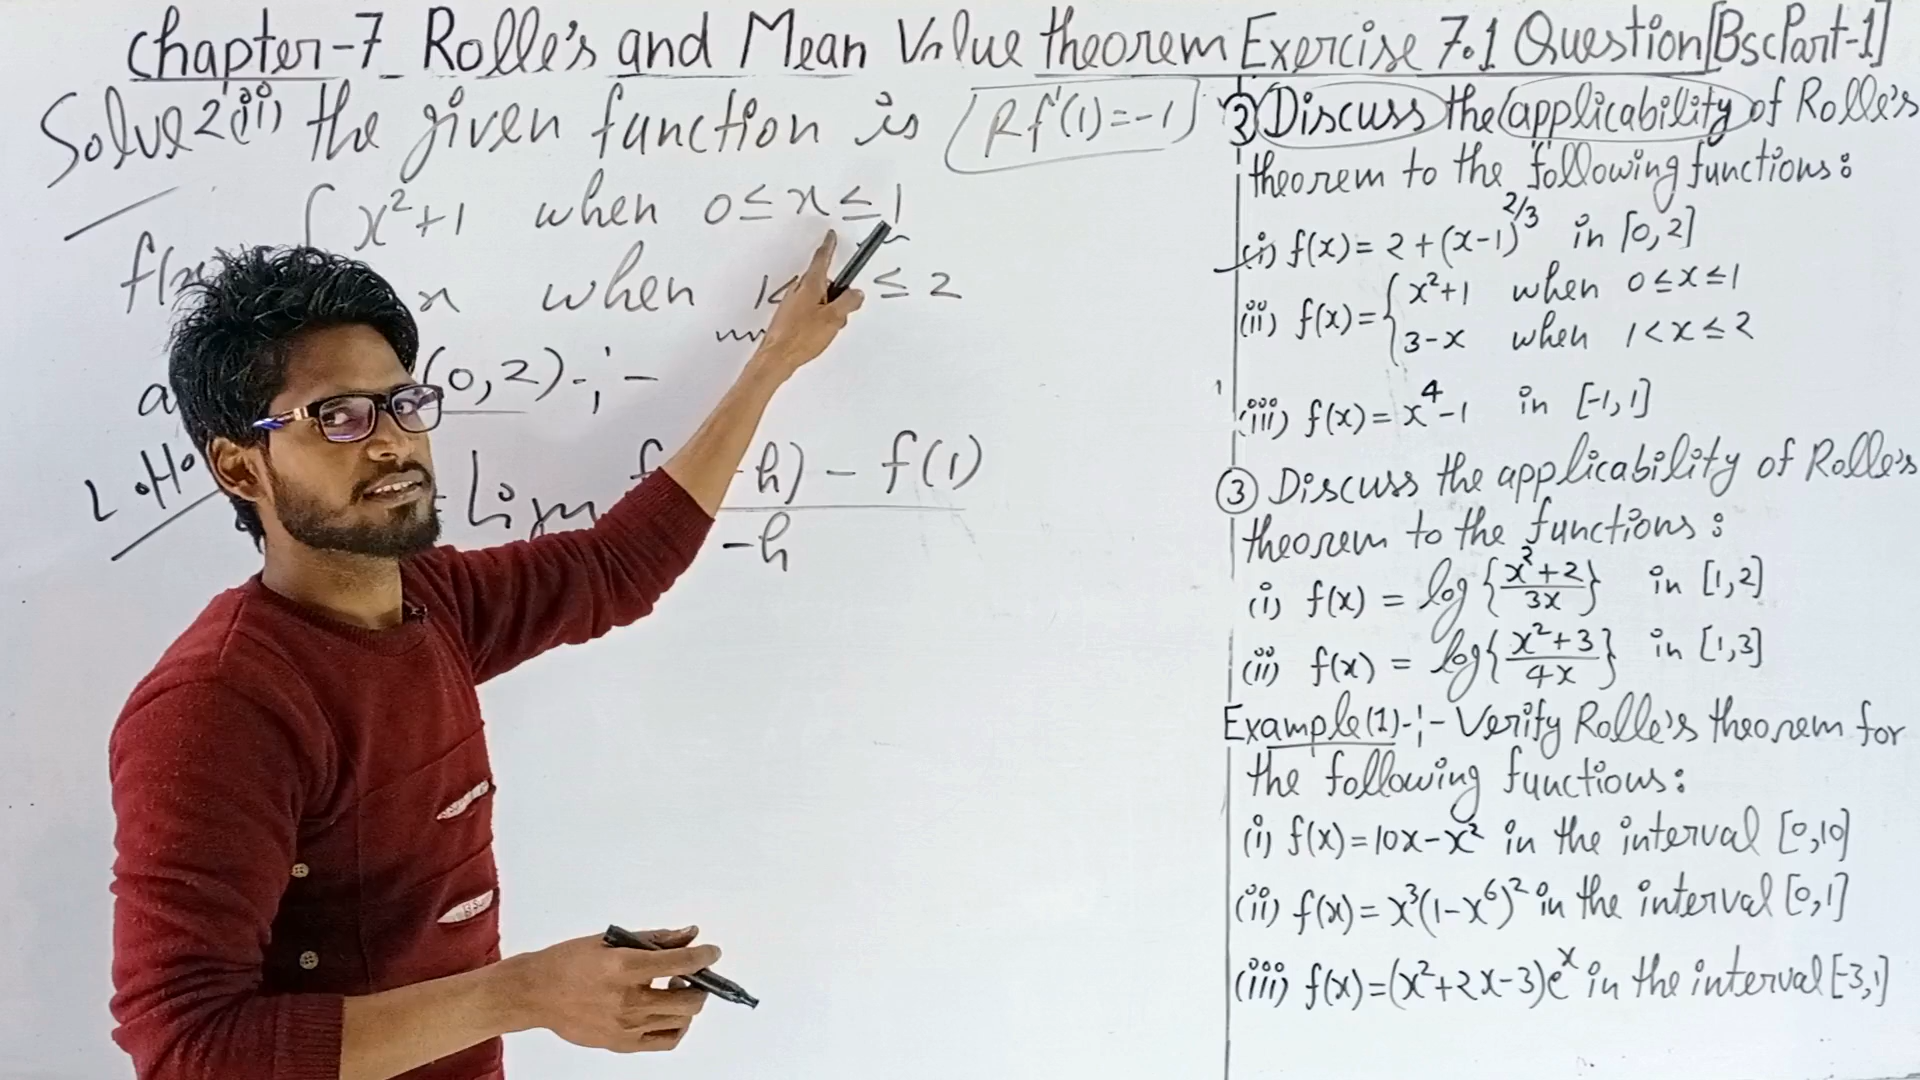 Chapter-7 Rolle's and Mean Value theorem Exercise 7.1 Question [Bsc Part-1]
Solve 2(ii) the given function is Rf'(1)=-1
x²+1 when 0≤x≤1
f(x)
x when 1< ≤2
(0,2)-:-
L.H.
= Lim -h) - f(1)
-h
3 Discuss the applicability of Rolle's
theorem to the following functions:
(i) f(x) = 2+(x-1)^2/3 in [0,2]
(ii) f(x) = { x²+1 when 0≤x≤1
3-x when 1<x≤2
(iii) f(x) = x⁴-1 in [-1,1]
③ Discuss the applicability of Rolle's
theorem to the functions:
(i) f(x) = log{x²+2/3x} in [1,2]
(ii) f(x) = log{x²+3/4x} in [1,3]
Example(1)-:- Verify Rolle's theorem for
the following functions:
(i) f(x)=10x-x² in the interval [0,10]
(ii) f(x) = x³(1-x⁶)² in the interval [0,1]
(iii) f(x)=(x²+2x-3)eˣ in the interval [-3,1]